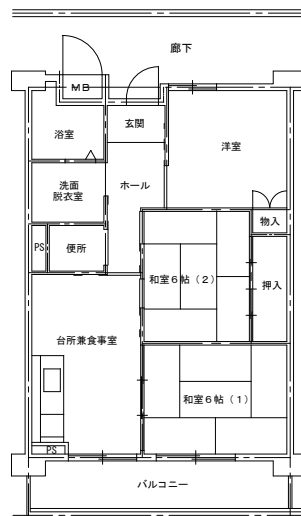 廊下
MB
玄関
浴室
洋室
洗面
脱衣室
ホール
物入
PS
便所
和室6帖（2）
押入
台所兼食事室
和室6帖（1）
PS
バルコニー